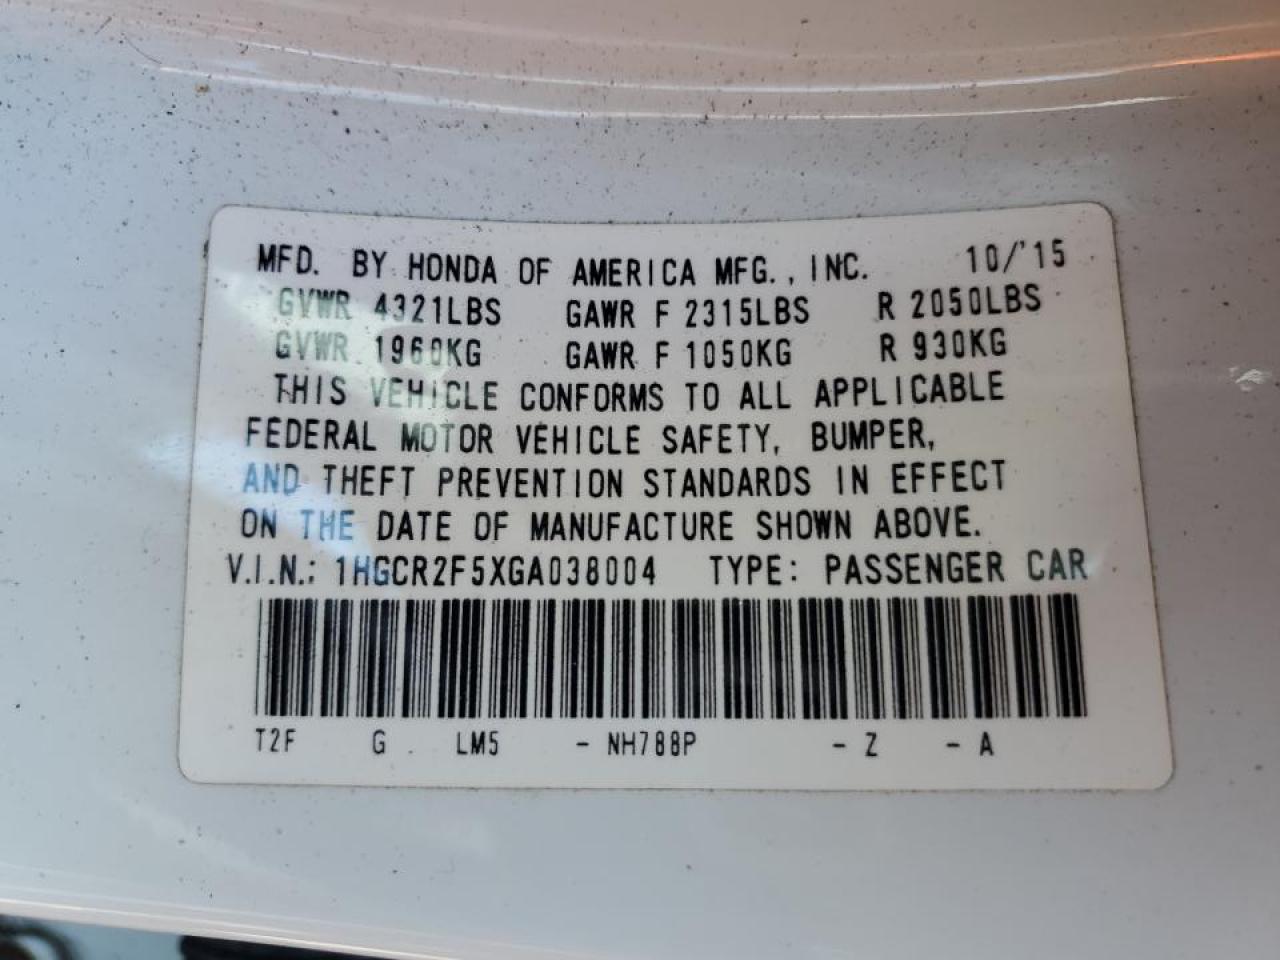 MFD. BY HONDA OF AMERICA MFG., INC. 10/'15
GVWR 4321LBS GAWR F 2315LBS R 2050LBS
GVWR 1960KG GAWR F 1050KG R 930KG
THIS VEHICLE CONFORMS TO ALL APPLICABLE
FEDERAL MOTOR VEHICLE SAFETY, BUMPER,
AND THEFT PREVENTION STANDARDS IN EFFECT
ON THE DATE OF MANUFACTURE SHOWN ABOVE.
V.I.N.: 1HGCR2F5XGA038004 TYPE: PASSENGER CAR
T2F G LM5 - NH788P - Z - A